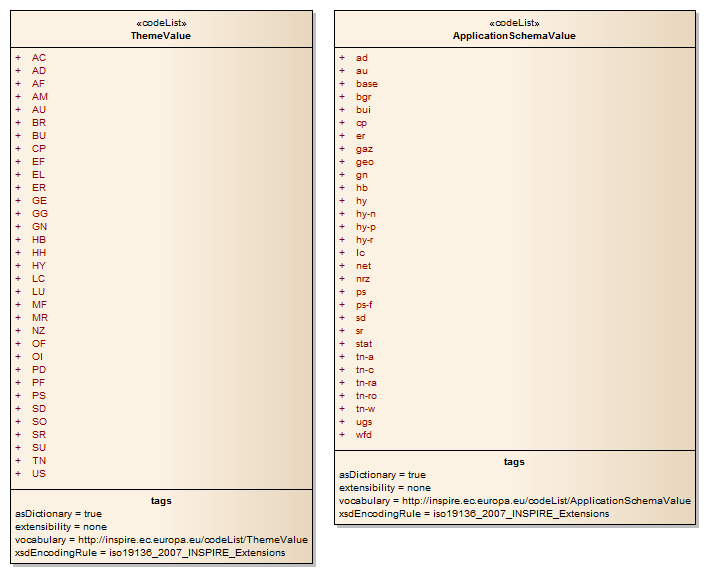 «codeList»
ThemeValue
+ AC
+ AD
+ AF
+ AM
+ AU
+ BR
+ BU
+ CP
+ EF
+ EL
+ ER
+ GE
+ GG
+ GN
+ HB
+ HH
+ HY
+ LC
+ LU
+ MF
+ MR
+ NZ
+ OF
+ OI
+ PD
+ PF
+ PS
+ SD
+ SO
+ SR
+ SU
+ TN
+ US
tags
asDictionary = true
extensibility = none
vocabulary = http://inspire.ec.europa.eu/codeList/ThemeValue
xsdEncodingRule = iso19136_2007_INSPIRE_Extensions
«codeList»
ApplicationSchemaValue
+ ad
+ au
+ base
+ bgr
+ bui
+ cp
+ er
+ gaz
+ geo
+ gn
+ hb
+ hy
+ hy-n
+ hy-p
+ hy-r
+ lc
+ net
+ nrz
+ ps
+ ps-f
+ sd
+ sr
+ stat
+ tn-a
+ tn-c
+ tn-ra
+ tn-ro
+ tn-w
+ ugs
+ wfd
tags
asDictionary = true
extensibility = none
vocabulary = http://inspire.ec.europa.eu/codeList/ApplicationSchemaValue
xsdEncodingRule = iso19136_2007_INSPIRE_Extensions